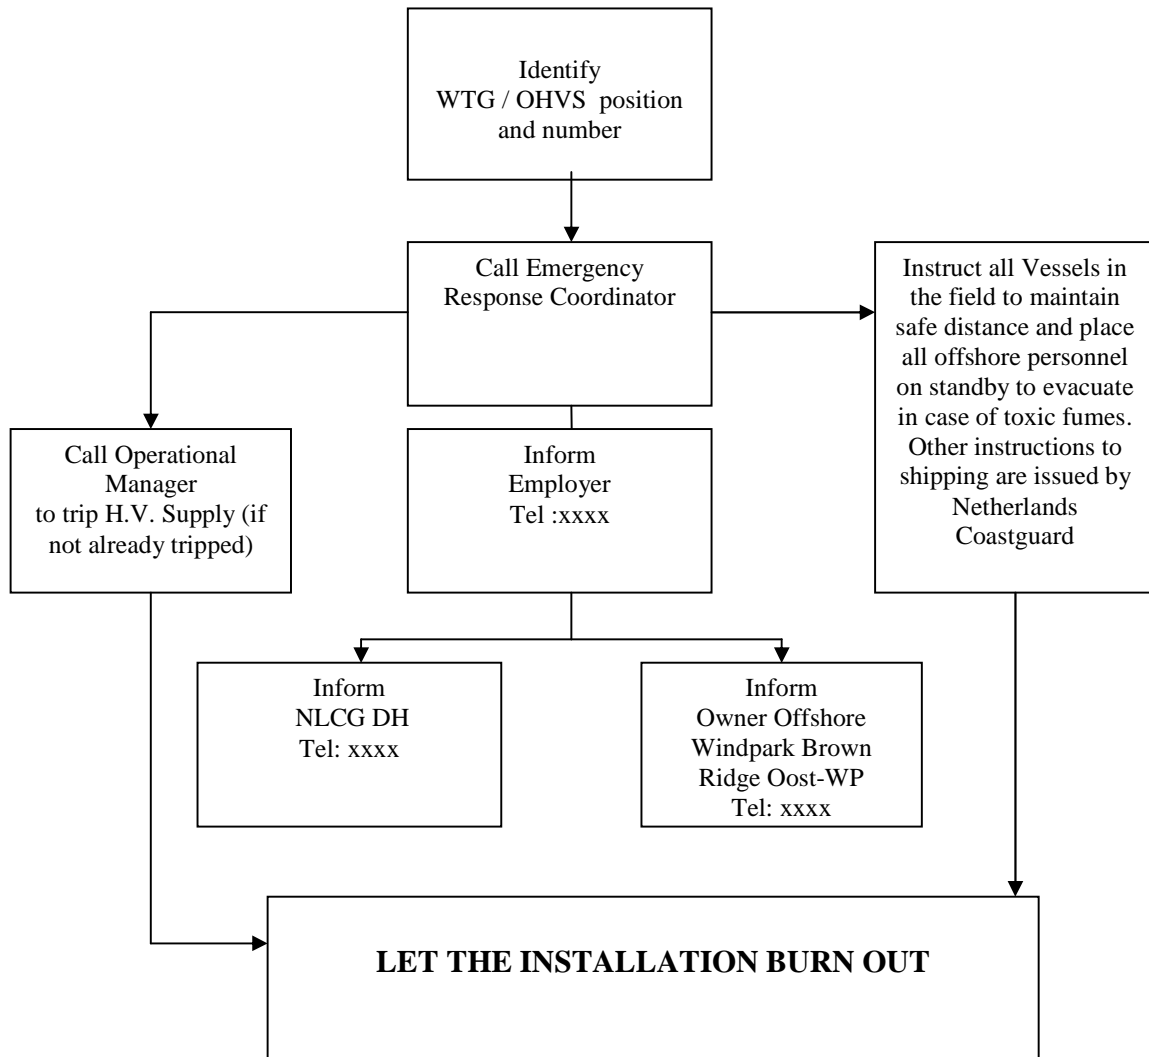 Identify
WTG / OHVS position
and number
Call Emergency
Response Coordinator
Instruct all Vessels in
the field to maintain
safe distance and place
all offshore personnel
on standby to evacuate
in case of toxic fumes.
Other instructions to
shipping are issued by
Netherlands
Coastguard
Call Operational
Manager
to trip H.V. Supply (if
not already tripped)
Inform
Employer
Tel :xxxx
Inform
NLCG DH
Tel: xxxx
Inform
Owner Offshore
Windpark Brown
Ridge Oost-WP
Tel: xxxx
LET THE INSTALLATION BURN OUT